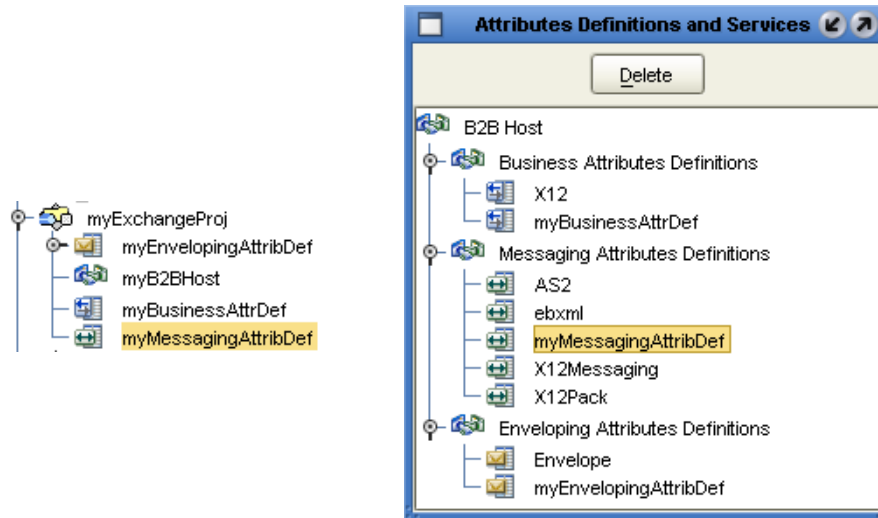 myExchangeProj
myEnvelopingAttribDef
myB2BHost
myBusinessAttrDef
myMessagingAttribDef
Attributes Definitions and Services
Delete
B2B Host
Business Attributes Definitions
X12
myBusinessAttrDef
Messaging Attributes Definitions
AS2
ebxml
myMessagingAttribDef
X12Messaging
X12Pack
Enveloping Attributes Definitions
Envelope
myEnvelopingAttribDef